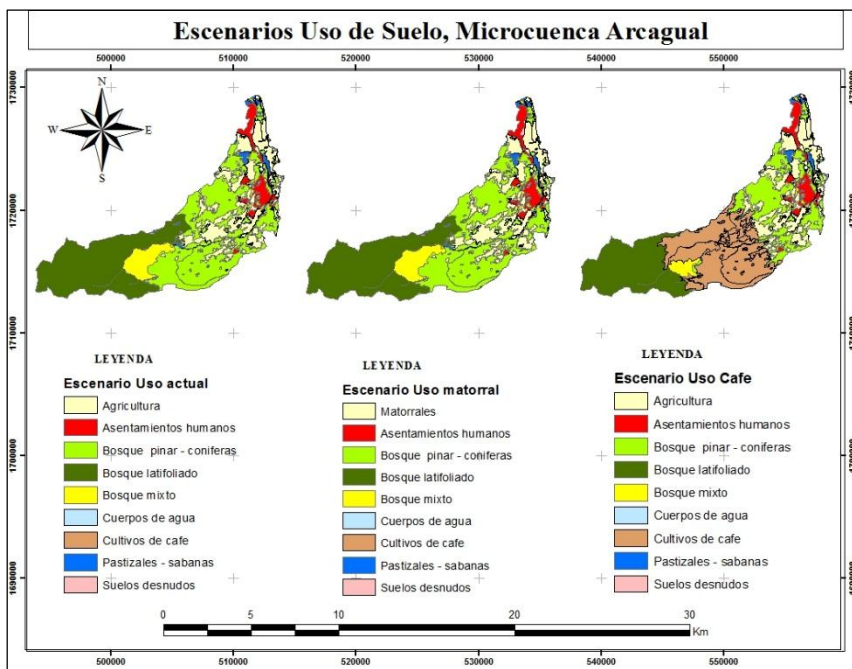 Escenarios Uso de Suelo, Microcuenca Arcagual
500000 510000 520000 530000 540000 550000
1730000 1730000
N
W E
S
1720000 1720000
1710000 1710000
1700000 1700000
1690000 1690000
LEYENDA
Escenario Uso actual
Agricultura
Asentamientos humanos
Bosque pinar - coniferas
Bosque latifoliado
Bosque mixto
Cuerpos de agua
Cultivos de cafe
Pastizales - sabanas
Suelos desnudos
LEYENDA
Escenario Uso matorral
Matorrales
Asentamientos humanos
Bosque pinar - coniferas
Bosque latifoliado
Bosque mixto
Cuerpos de agua
Cultivos de cafe
Pastizales - sabanas
Suelos desnudos
LEYENDA
Escenario Uso Cafe
Agricultura
Asentamientos humanos
Bosque pinar - coniferas
Bosque latifoliado
Bosque mixto
Cuerpos de agua
Cultivos de cafe
Pastizales - sabanas
Suelos desnudos
0 5 10 20 30
Km
500000 510000 520000 530000 540000 550000